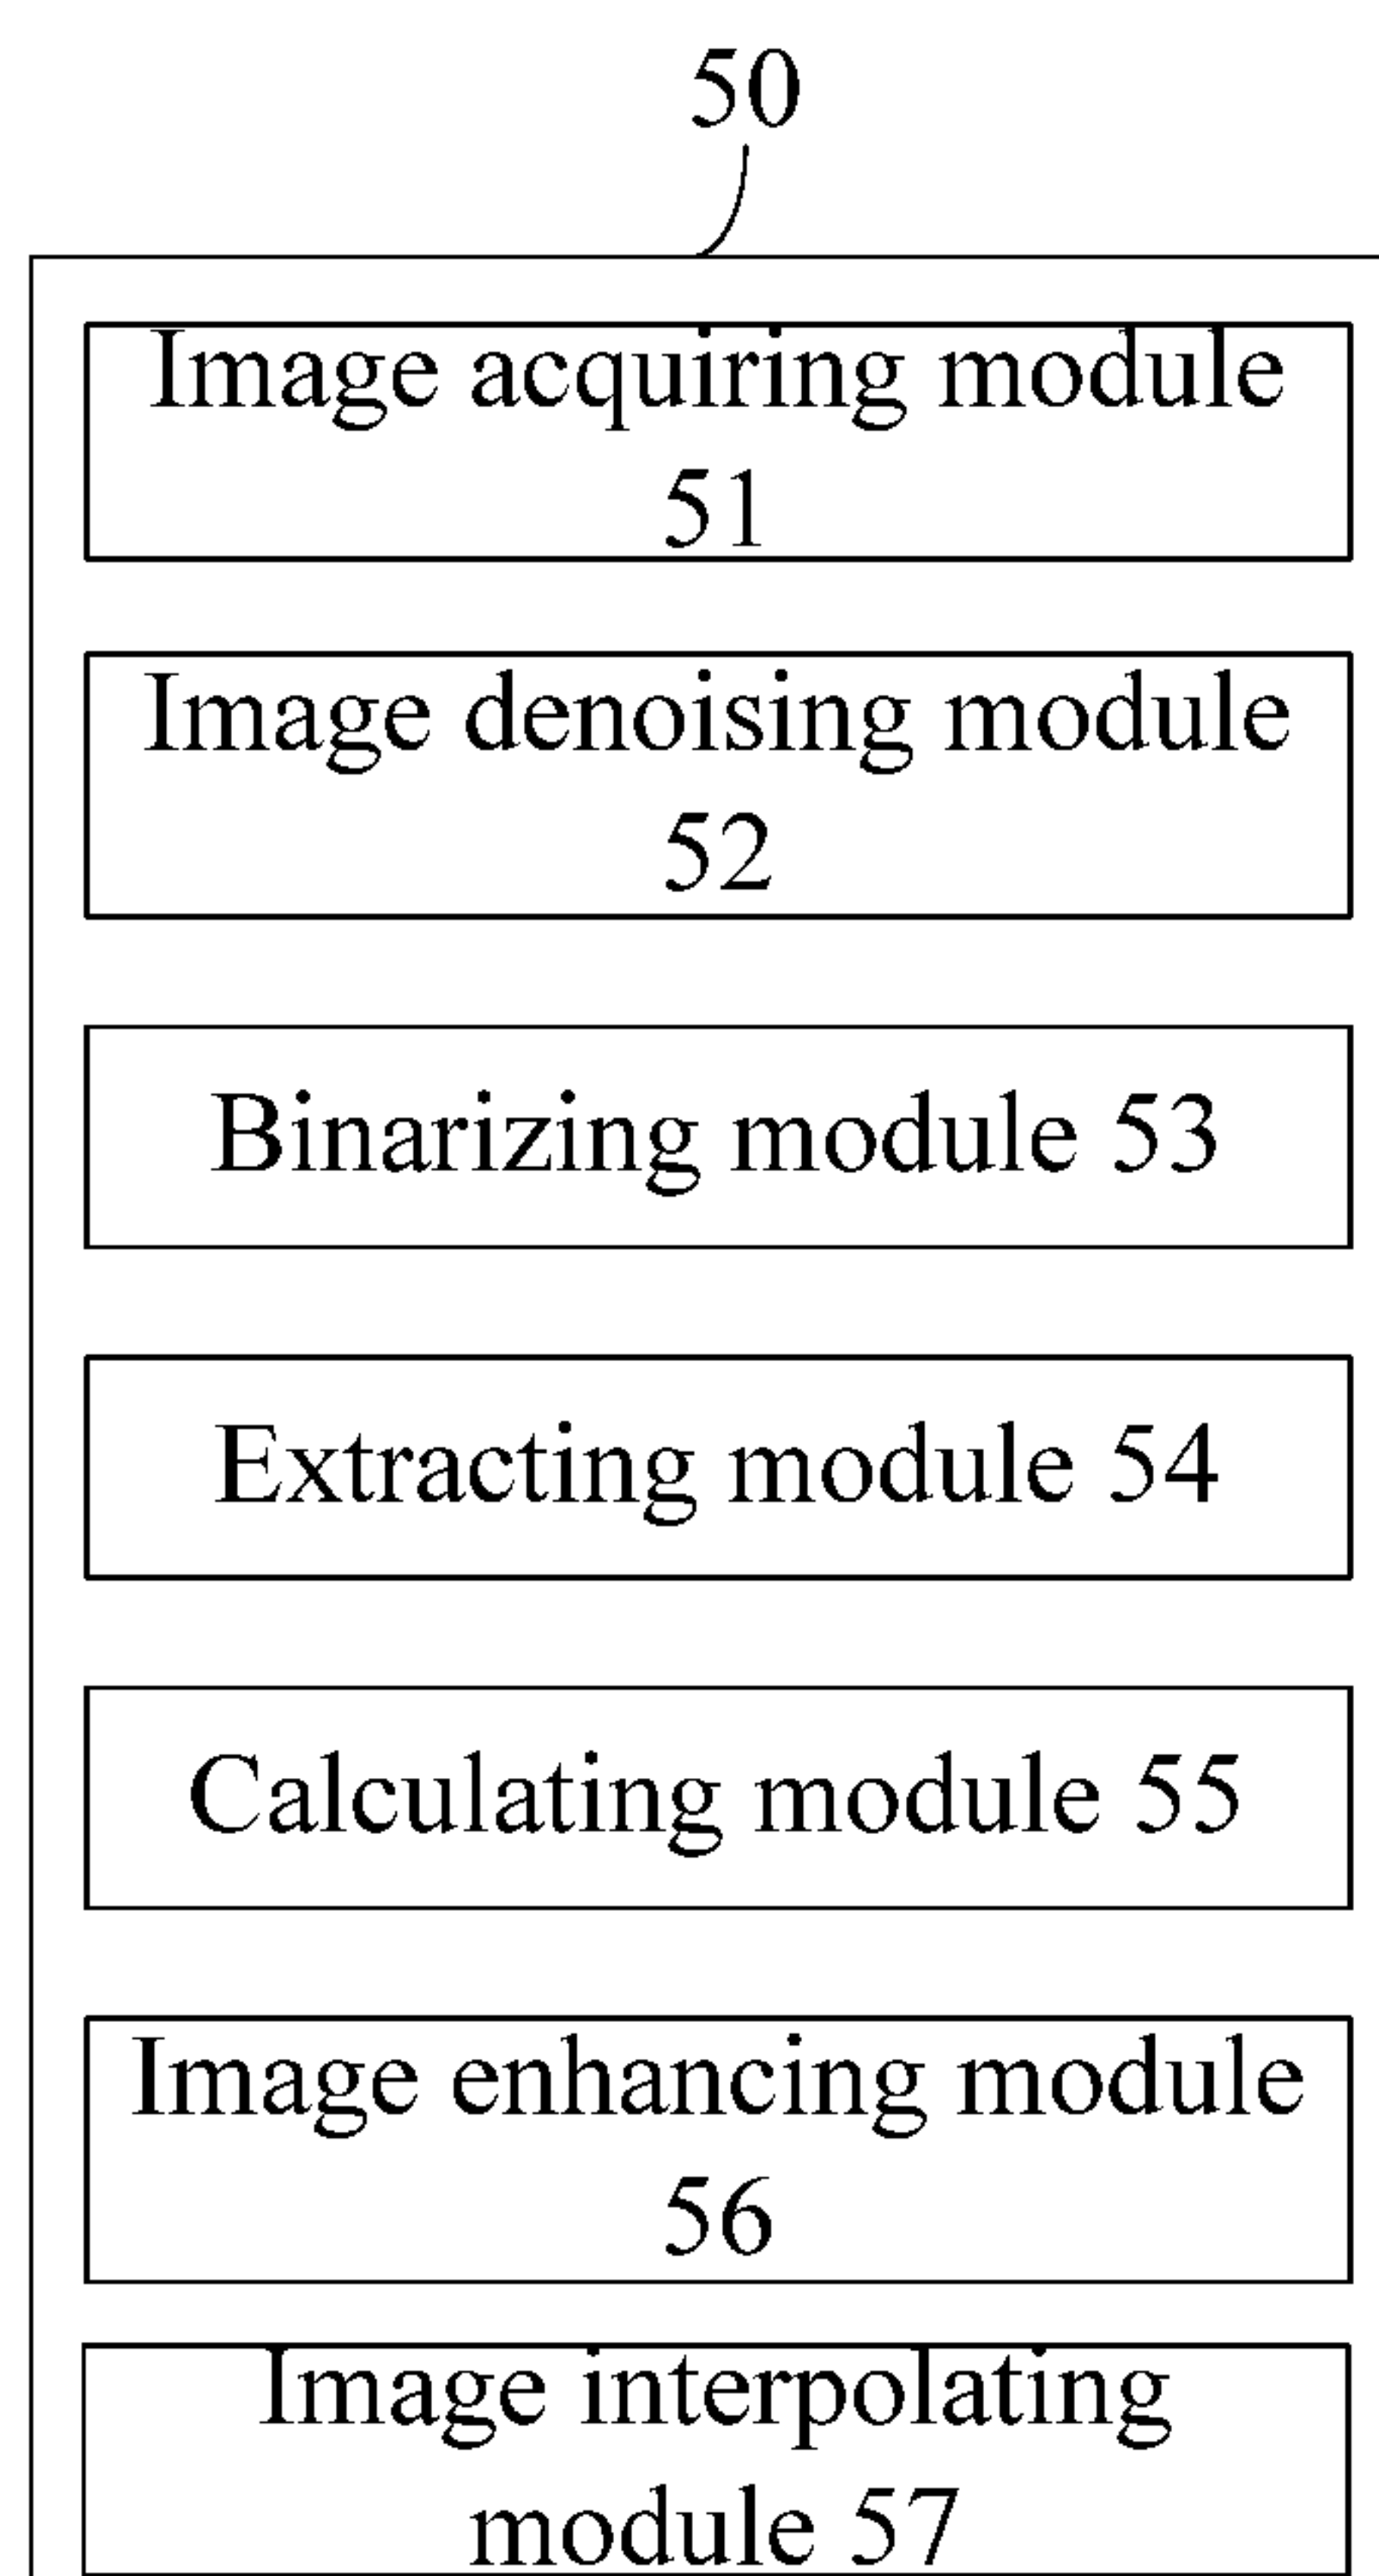 50
Image acquiring module
51
Image denoising module
52
Binarizing module 53
Extracting module 54
Calculating module 55
Image enhancing module
56
Image interpolating
module 57